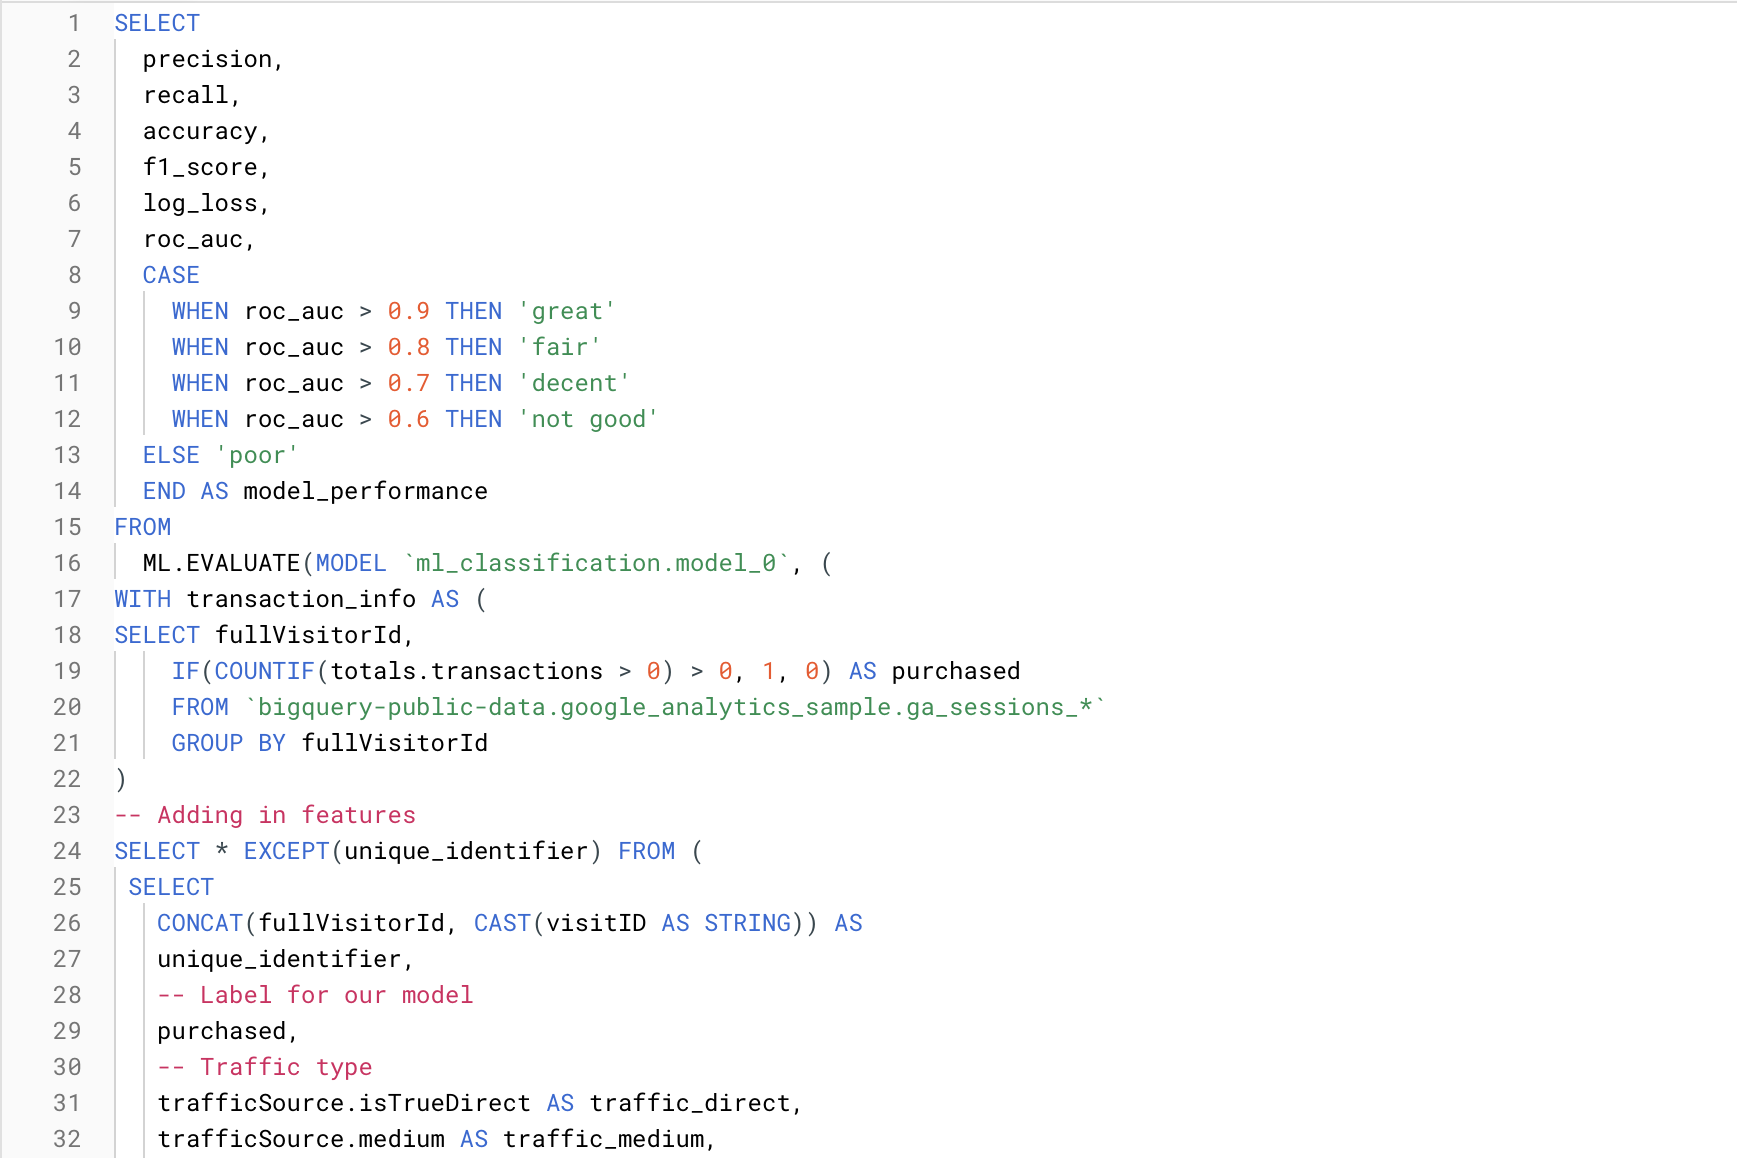 1 SELECT
2 precision,
3 recall,
4 accuracy,
5 f1_score,
6 log_loss,
7 roc_auc,
8 CASE
9 WHEN roc_auc > 0.9 THEN 'great'
10 WHEN roc_auc > 0.8 THEN 'fair'
11 WHEN roc_auc > 0.7 THEN 'decent'
12 WHEN roc_auc > 0.6 THEN 'not good'
13 ELSE 'poor'
14 END AS model_performance
15 FROM
16 ML.EVALUATE(MODEL `ml_classification.model_0`, (
17 WITH transaction_info AS (
18 SELECT fullVisitorId,
19 IF(COUNTIF(totals.transactions > 0) > 0, 1, 0) AS purchased
20 FROM `bigquery-public-data.google_analytics_sample.ga_sessions_*`
21 GROUP BY fullVisitorId
22 )
23 -- Adding in features
24 SELECT * EXCEPT(unique_identifier) FROM (
25 SELECT
26 CONCAT(fullVisitorId, CAST(visitID AS STRING)) AS
27 unique_identifier,
28 -- Label for our model
29 purchased,
30 -- Traffic type
31 trafficSource.isTrueDirect AS traffic_direct,
32 trafficSource.medium AS traffic_medium,